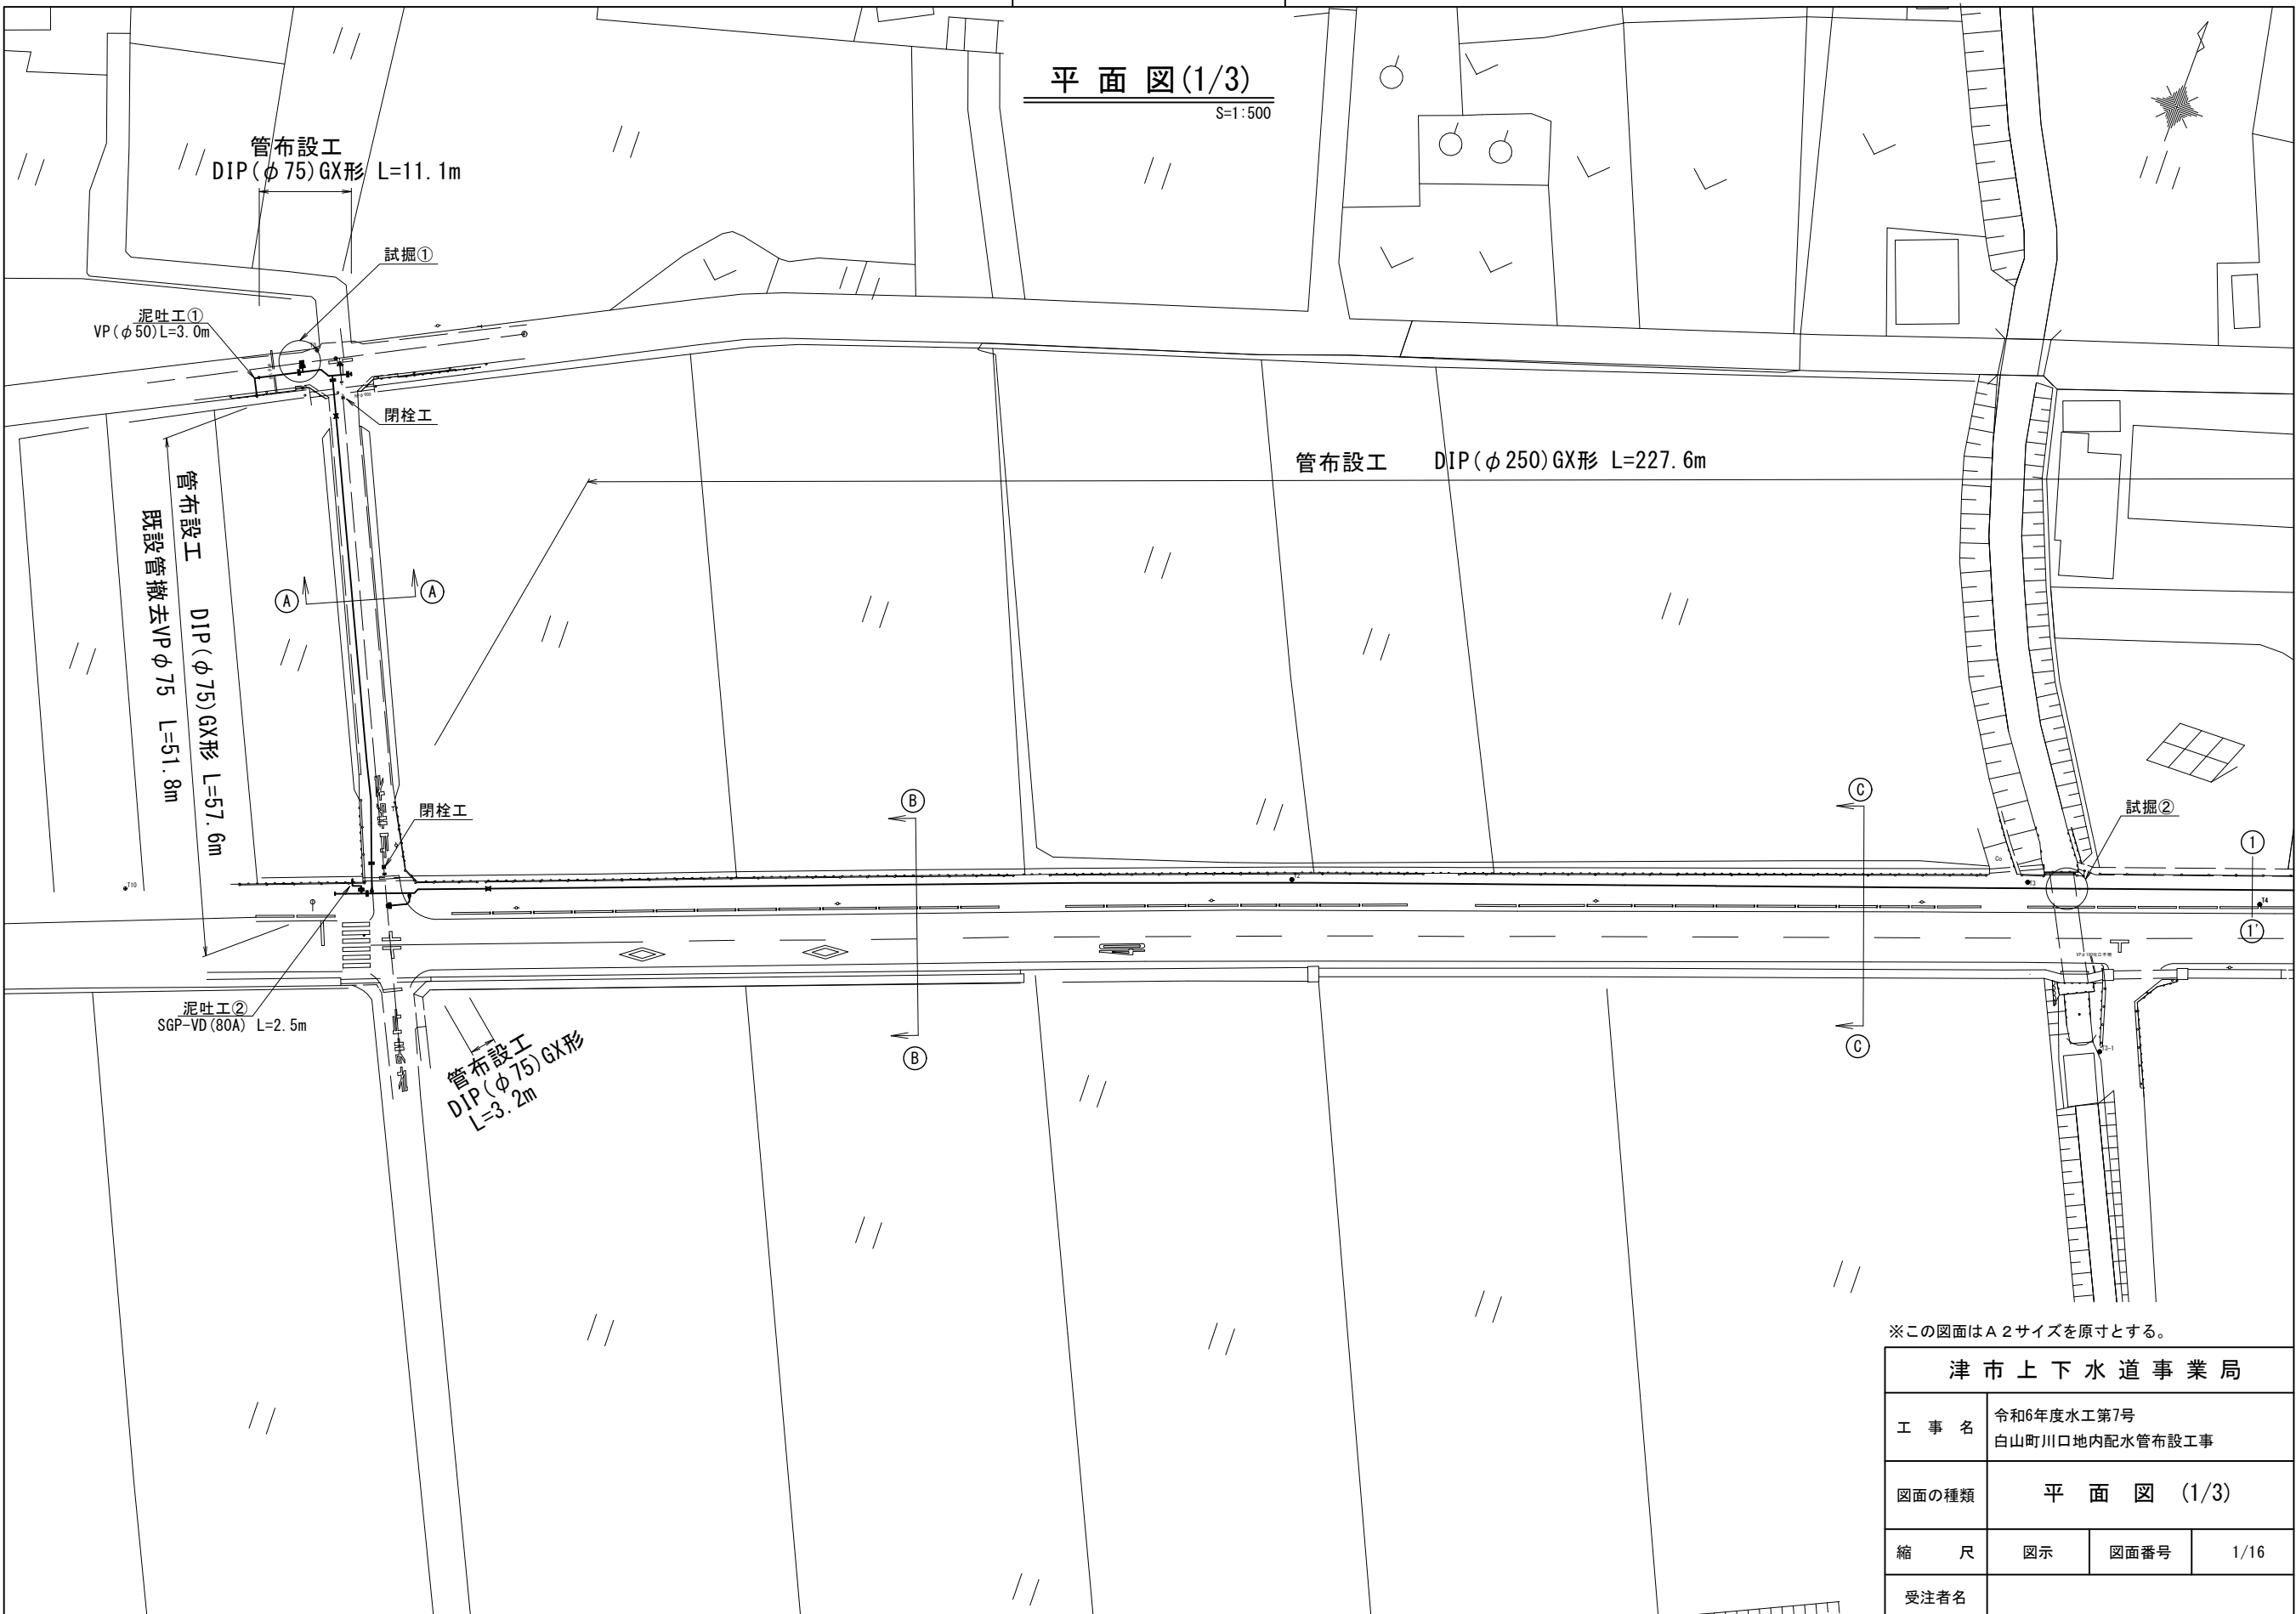 平 面 図(1/3)
S=1:500
管布設工
DIP(φ75)GX形 L=11.1m
試掘①
泥吐工①
VP(φ50)L=3.0m
閉栓工
管布設工 DIP(φ250)GX形 L=227.6m
管布設工 DIP(φ75)GX形 L=57.6m
既設管撤去VPφ75 L=51.8m
A
A
閉栓工
B
C
試掘②
1
1'
T10
T2
T3
T4
Co
泥吐工②
SGP-VD(80A) L=2.5m
管布設工
DIP(φ75)GX形
L=3.2m
B
C
T3-1
※この図面はA2サイズを原寸とする。
津市上下水道事業局
工 事 名
令和6年度水工第7号
白山町川口地内配水管布設工事
図面の種類
平 面 図 (1/3)
縮 尺
図示
図面番号
1/16
受注者名